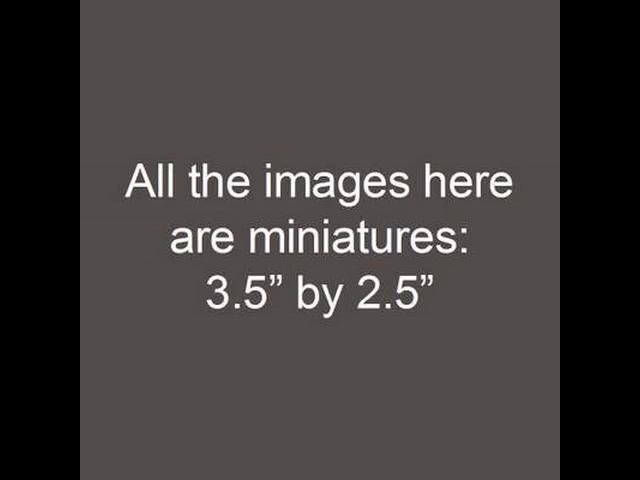 All the images here
are miniatures:
3.5” by 2.5”